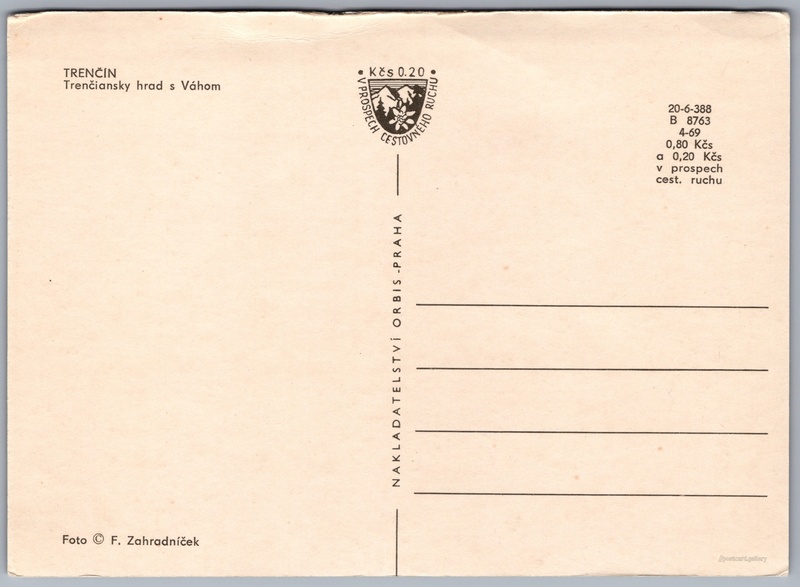 TRENČÍN
Trenčiansky hrad s Váhom
• Kčs 0.20 •
V PROSPECH CESTOVNÉHO RUCHU
20-6-388
B 8763
4-69
0,80 Kčs
a 0,20 Kčs
v prospech
cest. ruchu
NAKLADATELSTVÍ ORBIS - PRAHA
Foto © F. Zahradníček